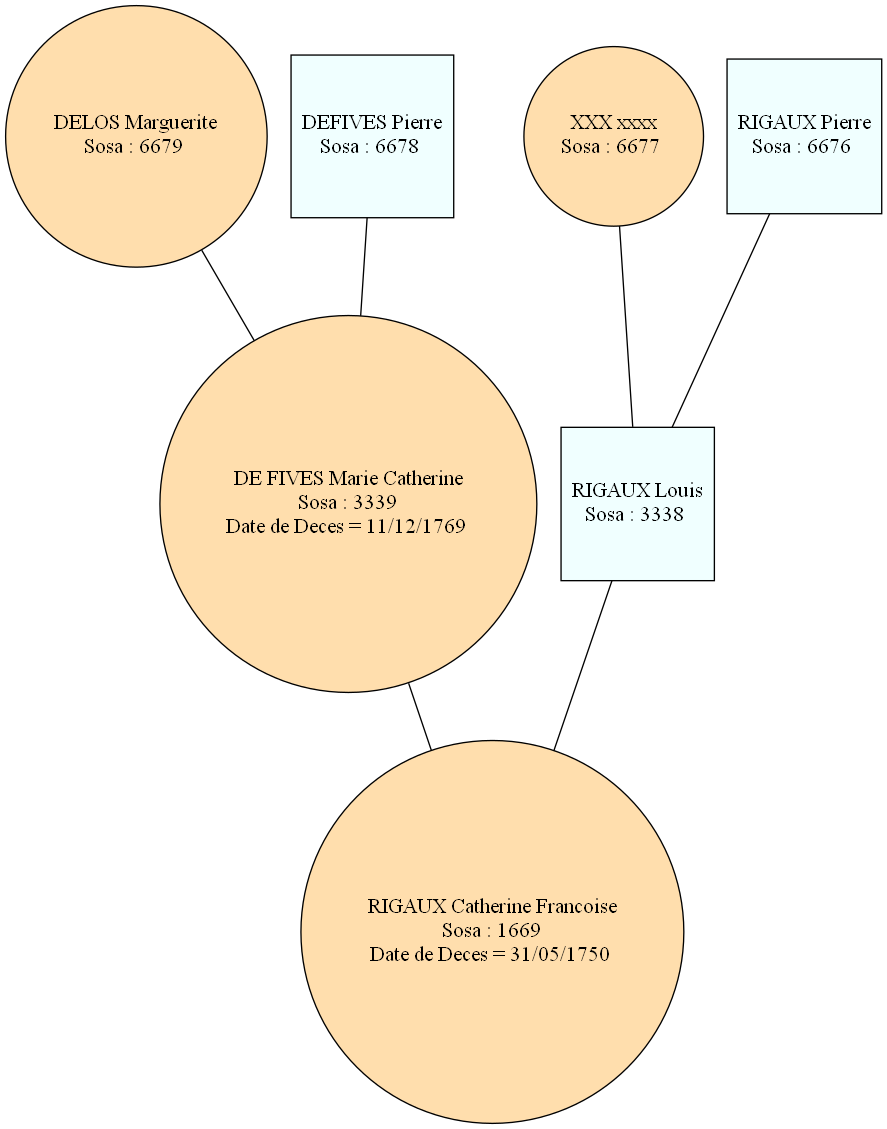 DELOS Marguerite
Sosa : 6679
DEFIVES Pierre
Sosa : 6678
XXX xxxx
Sosa : 6677
RIGAUX Pierre
Sosa : 6676
DE FIVES Marie Catherine
Sosa : 3339
Date de Deces = 11/12/1769
RIGAUX Louis
Sosa : 3338
RIGAUX Catherine Francoise
Sosa : 1669
Date de Deces = 31/05/1750